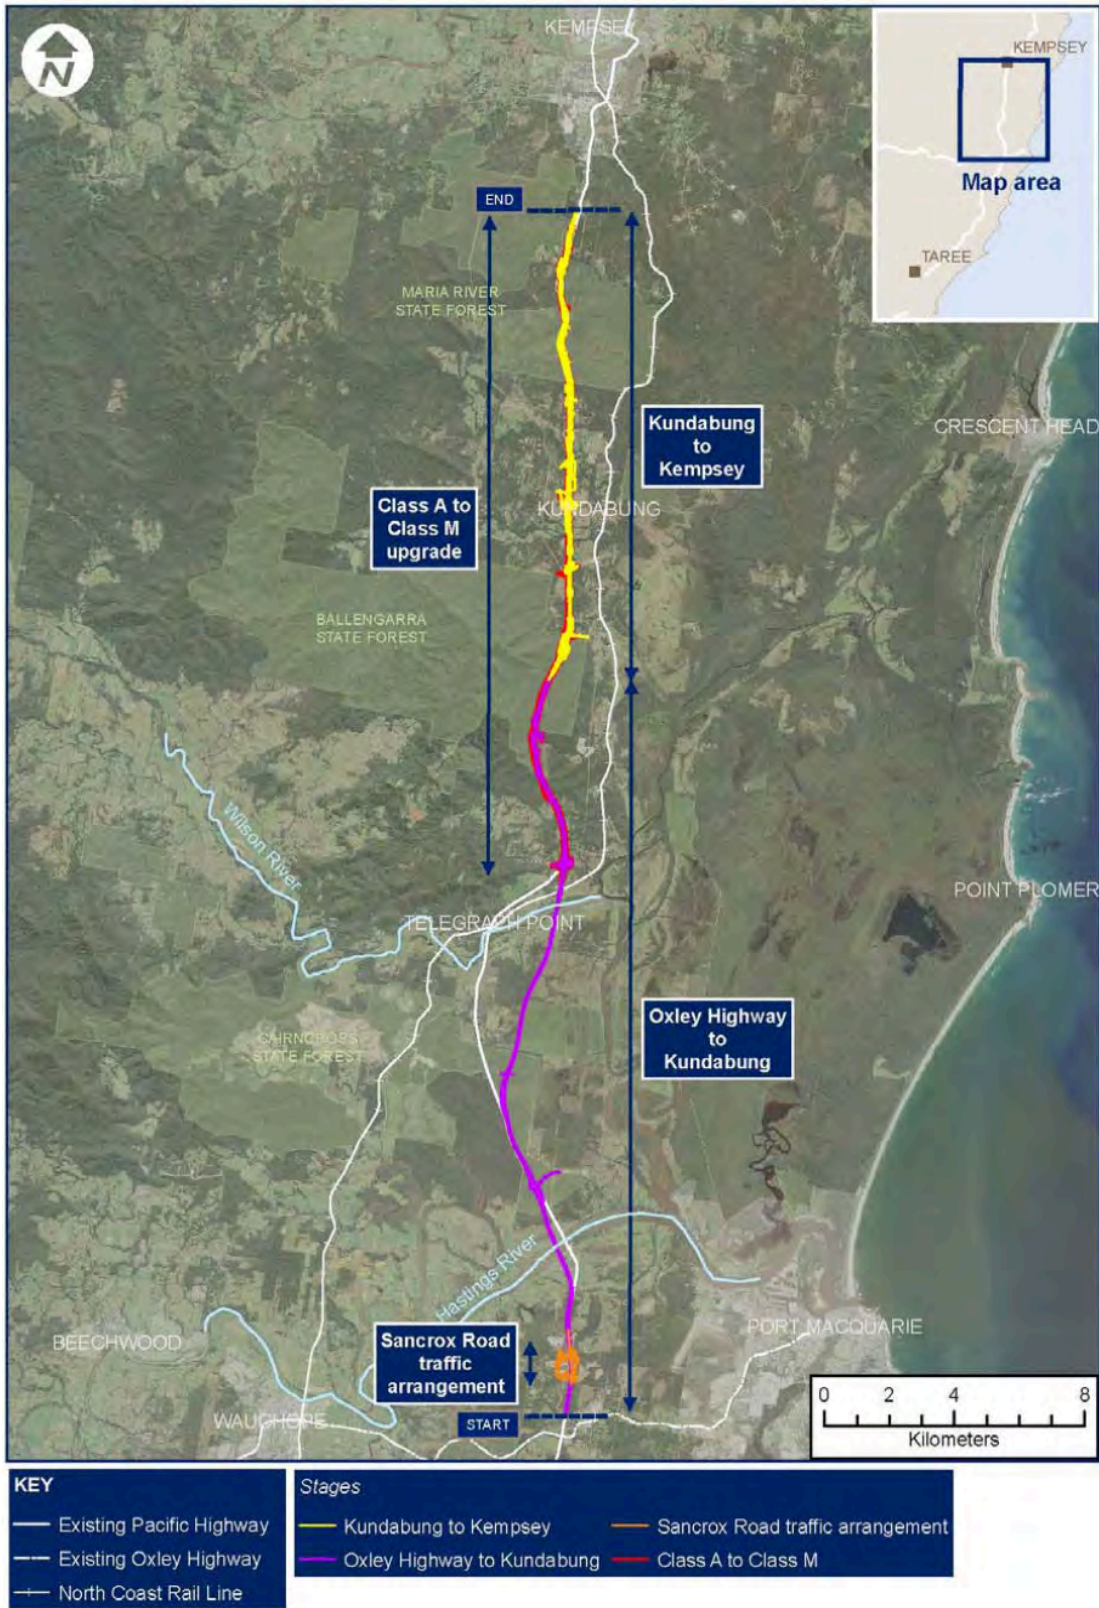 KEMPSEY
N
KEMPSEY
Map area
TAREE
END
MARIA RIVER
STATE FOREST
CRESCENT HEAD
Kundabung
to
Kempsey
Class A to
Class M
upgrade
KUNDABUNG
BALLENGARRA
STATE FOREST
Wilson River
POINT PLOMER
TELEGRAPH POINT
Oxley Highway
to
Kundabung
CAIRNCROSS
STATE FOREST
Hastings River
BEECHWOOD
PORT MACQUARIE
Sancrox Road
traffic
arrangement
WAUCHOPE
START
0 2 4 8
Kilometers
KEY
Existing Pacific Highway
Existing Oxley Highway
North Coast Rail Line
Stages
Kundabung to Kempsey
Sancrox Road traffic arrangement
Oxley Highway to Kundabung
Class A to Class M